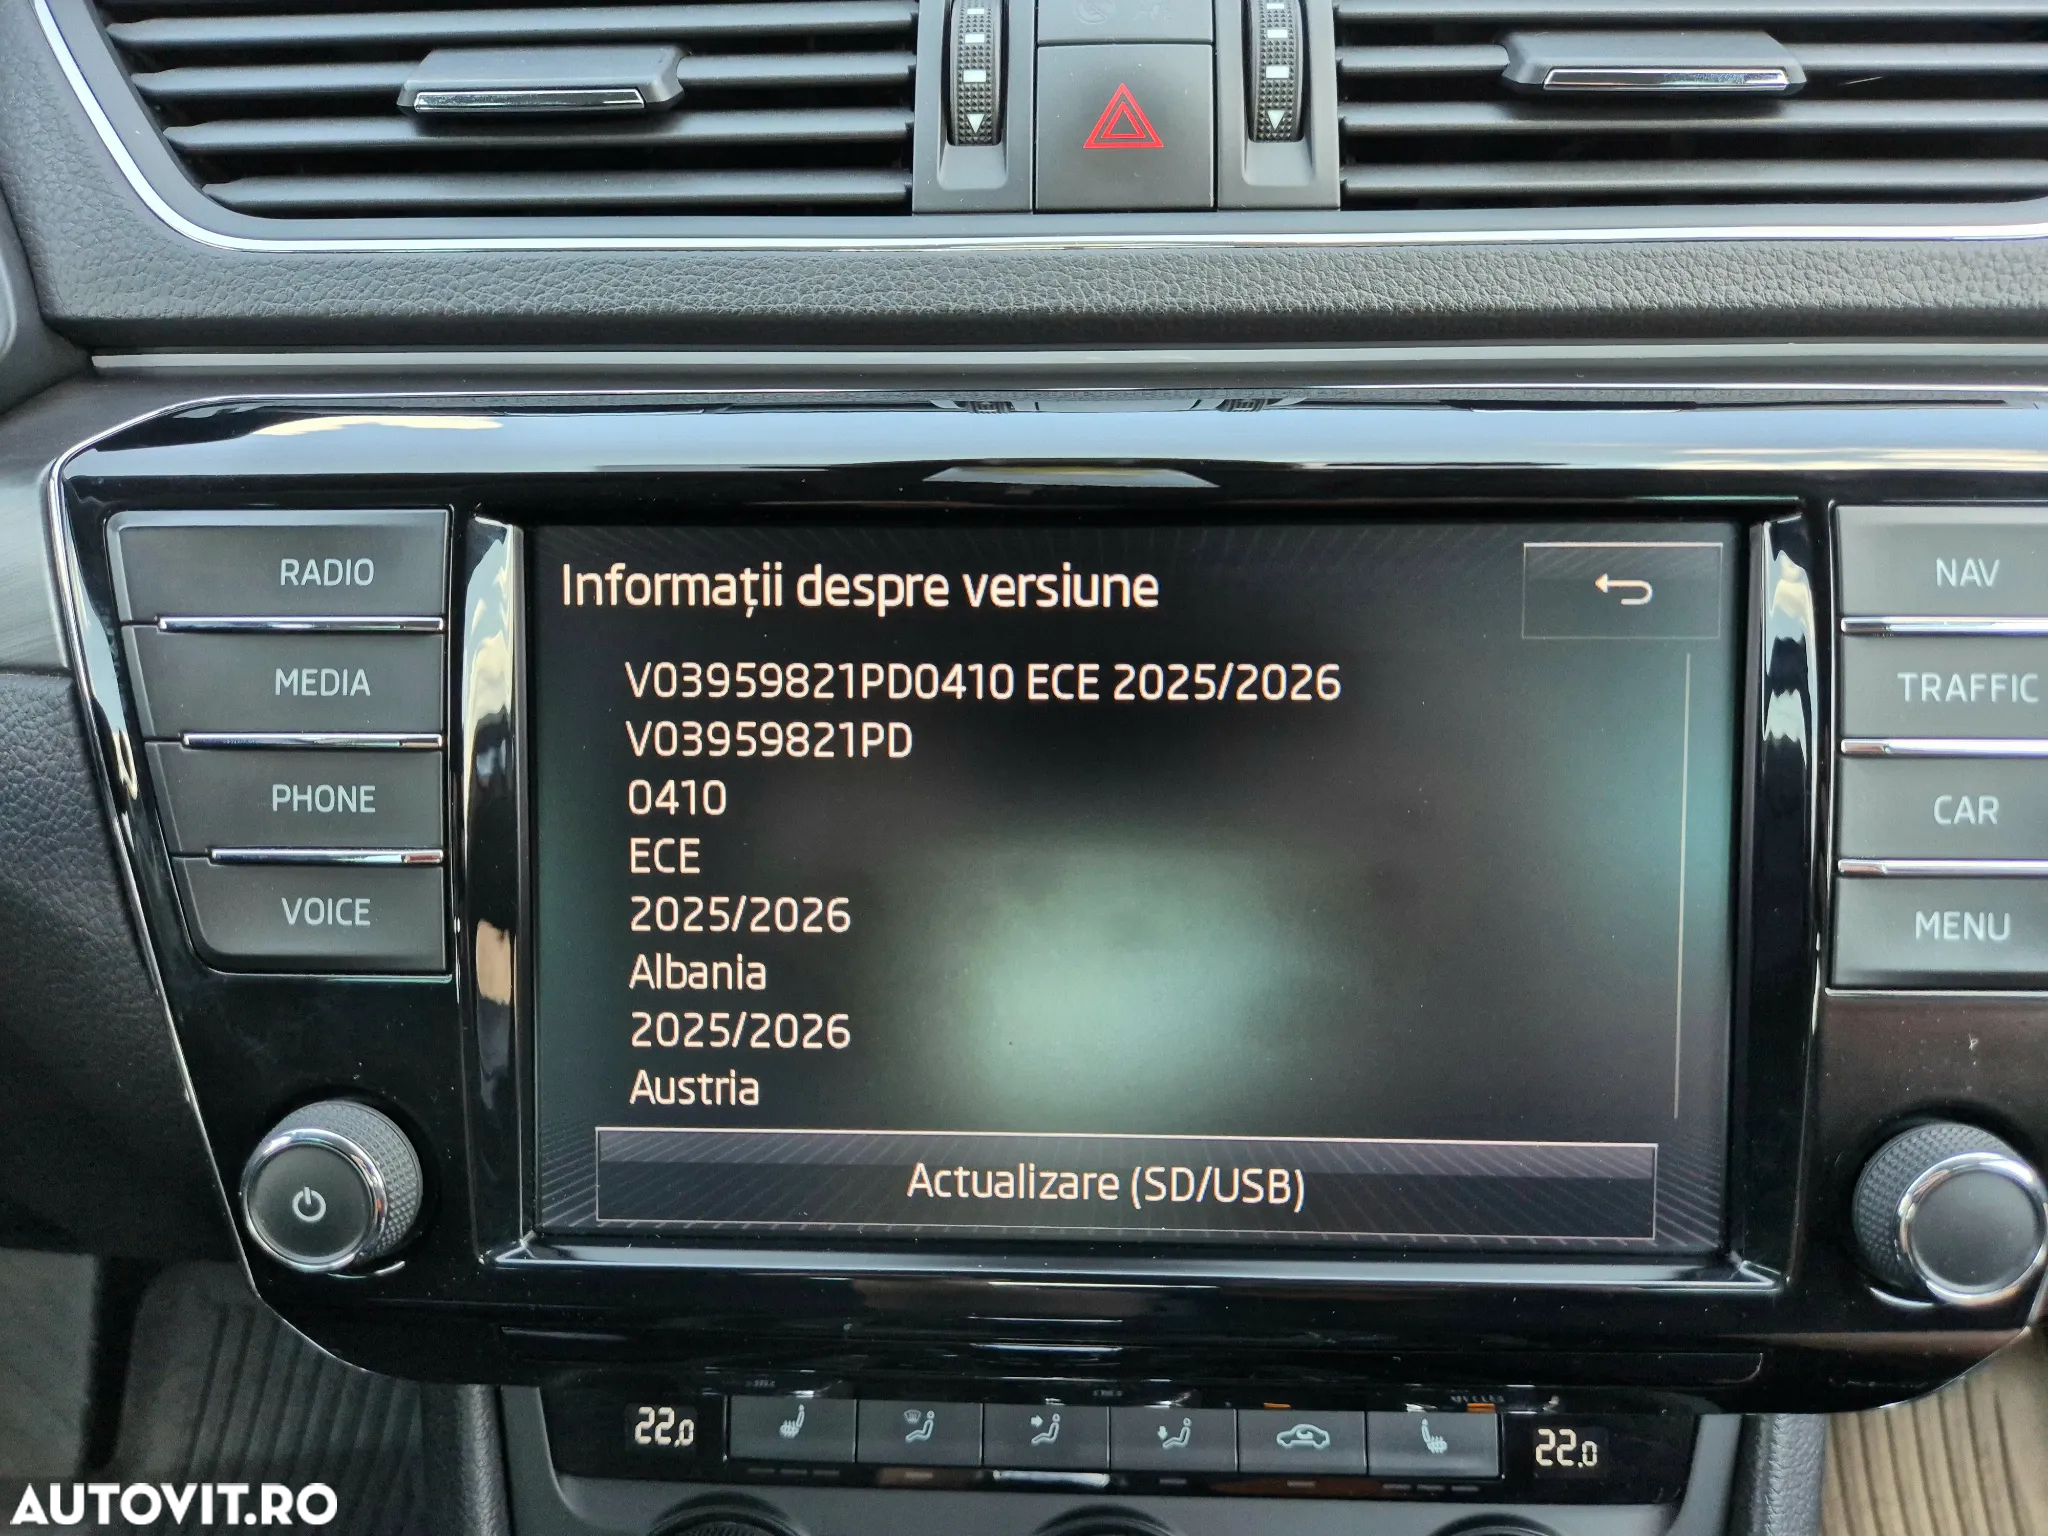 RADIO
MEDIA
PHONE
VOICE
Informații despre versiune
V03959821PD0410 ECE 2025/2026
V03959821PD
0410
ECE
2025/2026
Albania
2025/2026
Austria
Actualizare (SD/USB)
NAV
TRAFFIC
CAR
MENU
22.0
22.0
AUTOVIT.RO